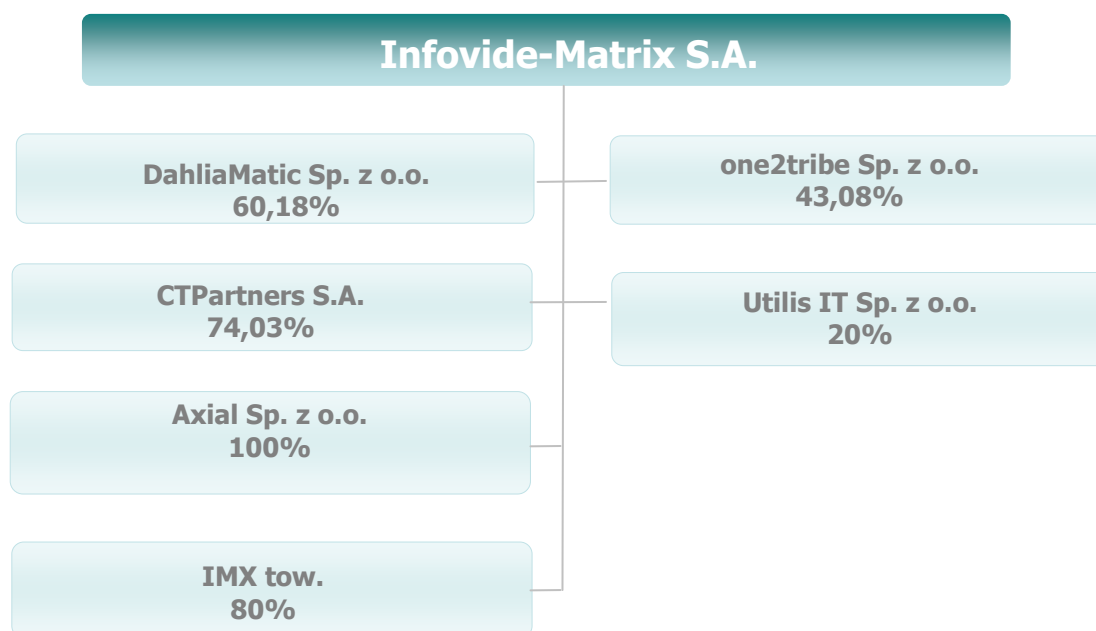 Infovide-Matrix S.A.
DahliaMatic Sp. z o.o.
60,18%
one2tribe Sp. z o.o.
43,08%
CTPartners S.A.
74,03%
Utilis IT Sp. z o.o.
20%
Axial Sp. z o.o.
100%
IMX tow.
80%